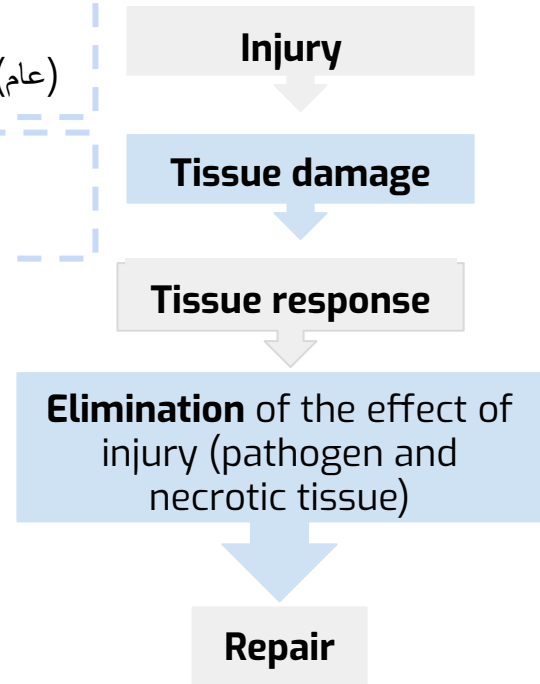 Injury
(عام)
Tissue damage
Tissue response
Elimination of the effect of
injury (pathogen and
necrotic tissue)
Repair